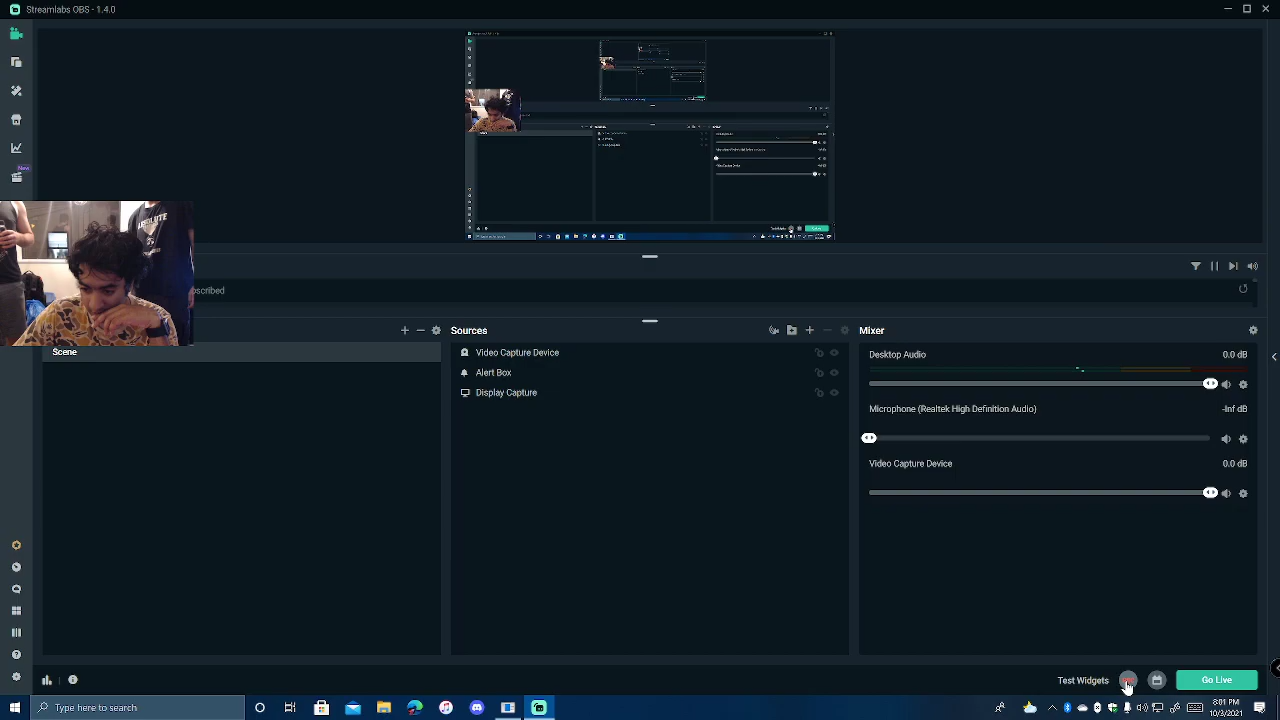 Streamlabs OBS - 1.4.0
New
ABSOLUTE
scribed
Scene
Sources
Video Capture Device
Alert Box
Display Capture
Mixer
Desktop Audio 0.0 dB
Microphone (Realtek High Definition Audio) -Inf dB
Video Capture Device 0.0 dB
Test Widgets
Go Live
Type here to search
8:01 PM
10/3/2021